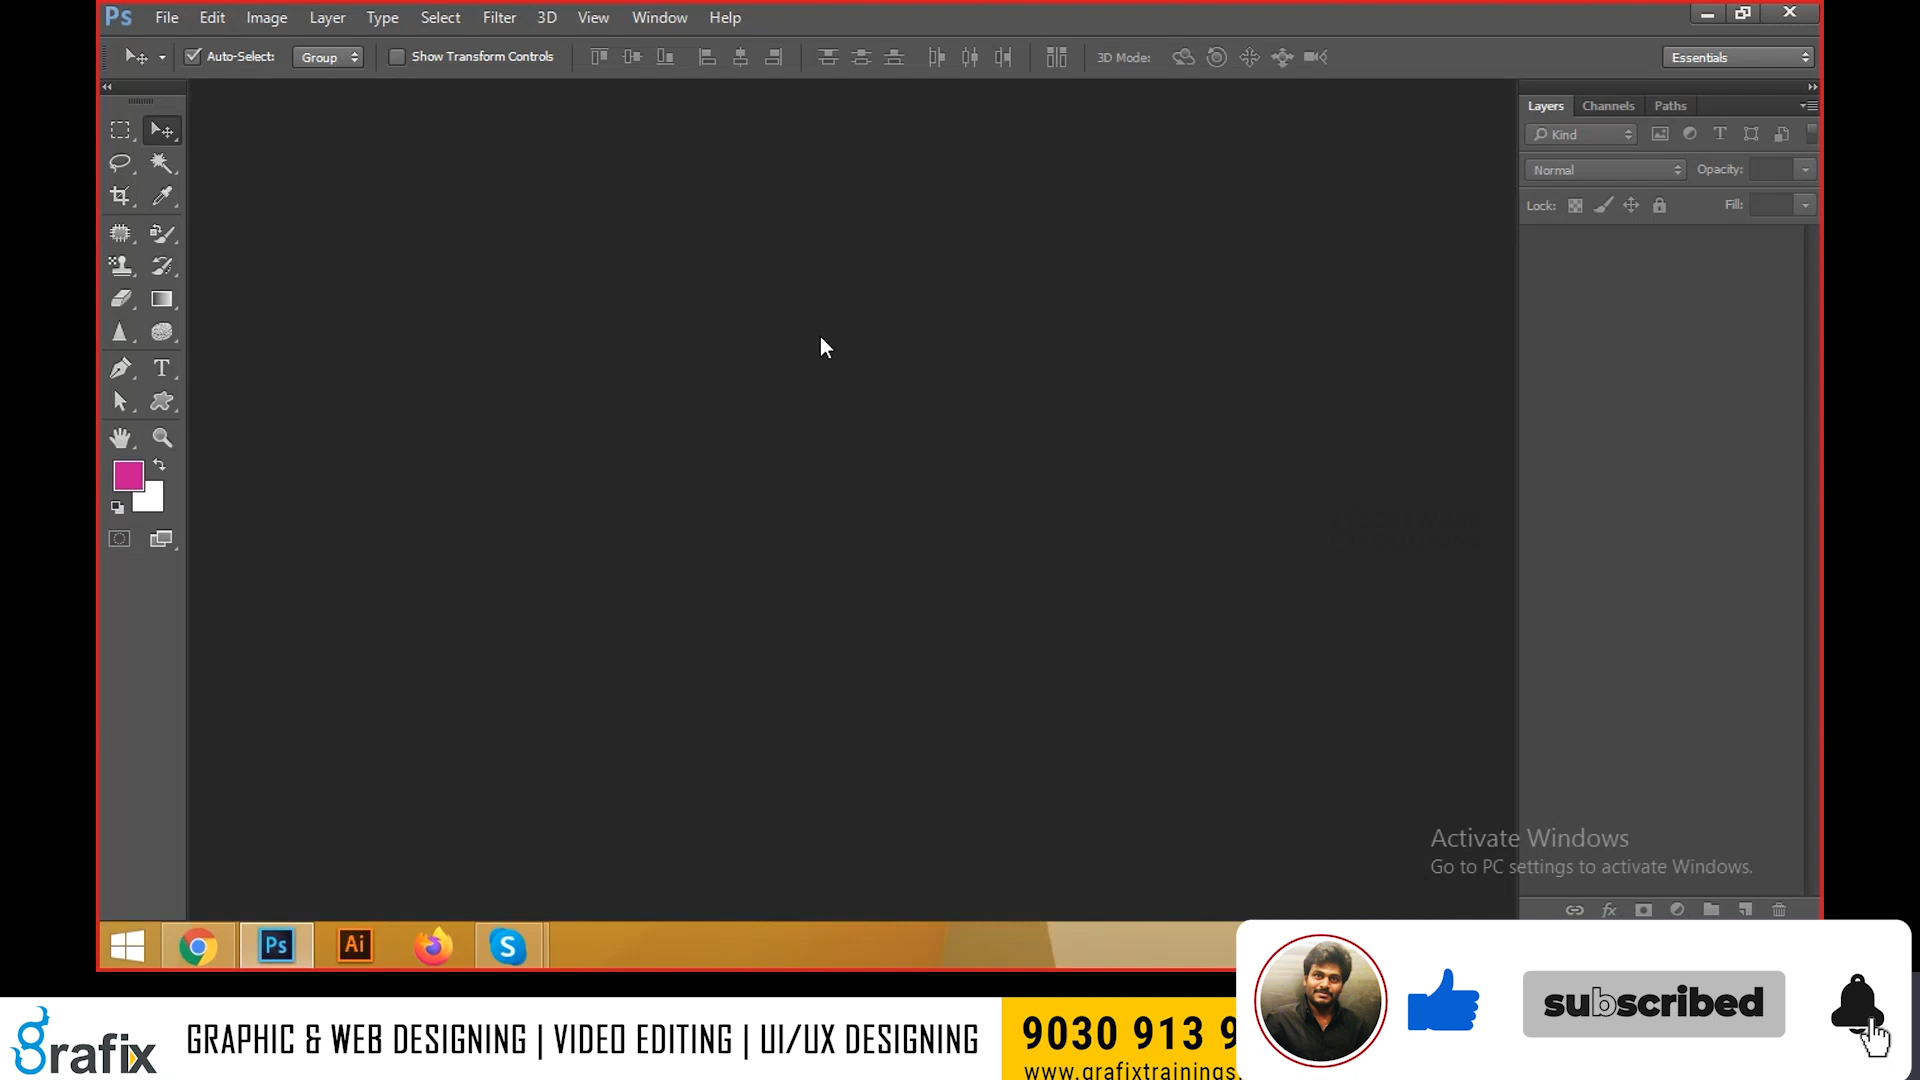 Ps File Edit Image Layer Type Select Filter 3D View Window Help
Auto-Select: Group Show Transform Controls 3D Mode: Essentials
Layers Channels Paths
Kind
Normal Opacity:
Lock: Fill:
T
Activate Windows
Go to PC settings to activate Windows.
fx
Ps Ai S
grafix
GRAPHIC & WEB DESIGNING | VIDEO EDITING | UI/UX DESIGNING
9030 913 9
www.grafixtrainings
subscribed